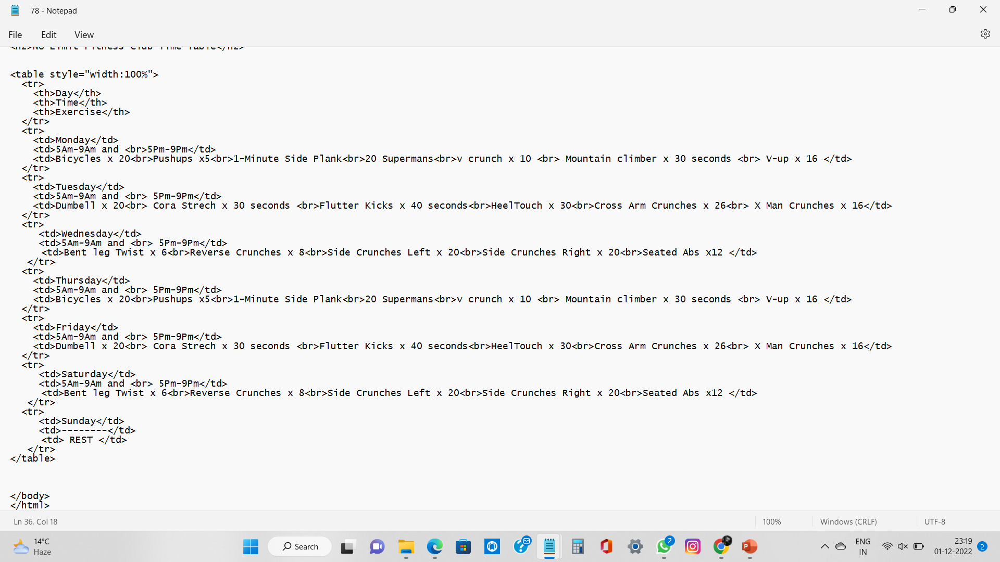 78 - Notepad
File Edit View
<h2>No Limit Fitness Club Time Table</h2>
<table style="width:100%">
<tr>
<th>Day</th>
<th>Time</th>
<th>Exercise</th>
</tr>
<tr>
<td>Monday</td>
<td>5Am-9Am and <br>5Pm-9Pm</td>
<td>Bicycles x 20<br>Pushups x5<br>1-Minute Side Plank<br>20 Supermans<br>v crunch x 10 <br> Mountain climber x 30 seconds <br> V-up x 16 </td>
</tr>
<tr>
<td>Tuesday</td>
<td>5Am-9Am and <br> 5Pm-9Pm</td>
<td>Dumbell x 20<br> Cora Strech x 30 seconds <br>Flutter Kicks x 40 seconds<br>HeelTouch x 30<br>Cross Arm Crunches x 26<br> X Man Crunches x 16</td>
</tr>
<tr>
<td>Wednesday</td>
<td>5Am-9Am and <br> 5Pm-9Pm</td>
<td>Bent leg Twist x 6<br>Reverse Crunches x 8<br>Side Crunches Left x 20<br>Side Crunches Right x 20<br>Seated Abs x12 </td>
</tr>
<tr>
<td>Thursday</td>
<td>5Am-9Am and <br> 5Pm-9Pm</td>
<td>Bicycles x 20<br>Pushups x5<br>1-Minute Side Plank<br>20 Supermans<br>v crunch x 10 <br> Mountain climber x 30 seconds <br> V-up x 16 </td>
</tr>
<tr>
<td>Friday</td>
<td>5Am-9Am and <br> 5Pm-9Pm</td>
<td>Dumbell x 20<br> Cora Strech x 30 seconds <br>Flutter Kicks x 40 seconds<br>HeelTouch x 30<br>Cross Arm Crunches x 26<br> X Man Crunches x 16</td>
</tr>
<tr>
<td>Saturday</td>
<td>5Am-9Am and <br> 5Pm-9Pm</td>
<td>Bent leg Twist x 6<br>Reverse Crunches x 8<br>Side Crunches Left x 20<br>Side Crunches Right x 20<br>Seated Abs x12 </td>
</tr>
<tr>
<td>Sunday</td>
<td>--------</td>
<td> REST </td>
</tr>
</table>
</body>
</html>
Ln 36, Col 18 100% Windows (CRLF) UTF-8
14°C
Haze
Search
2
ENG
IN
23:19
01-12-2022
2